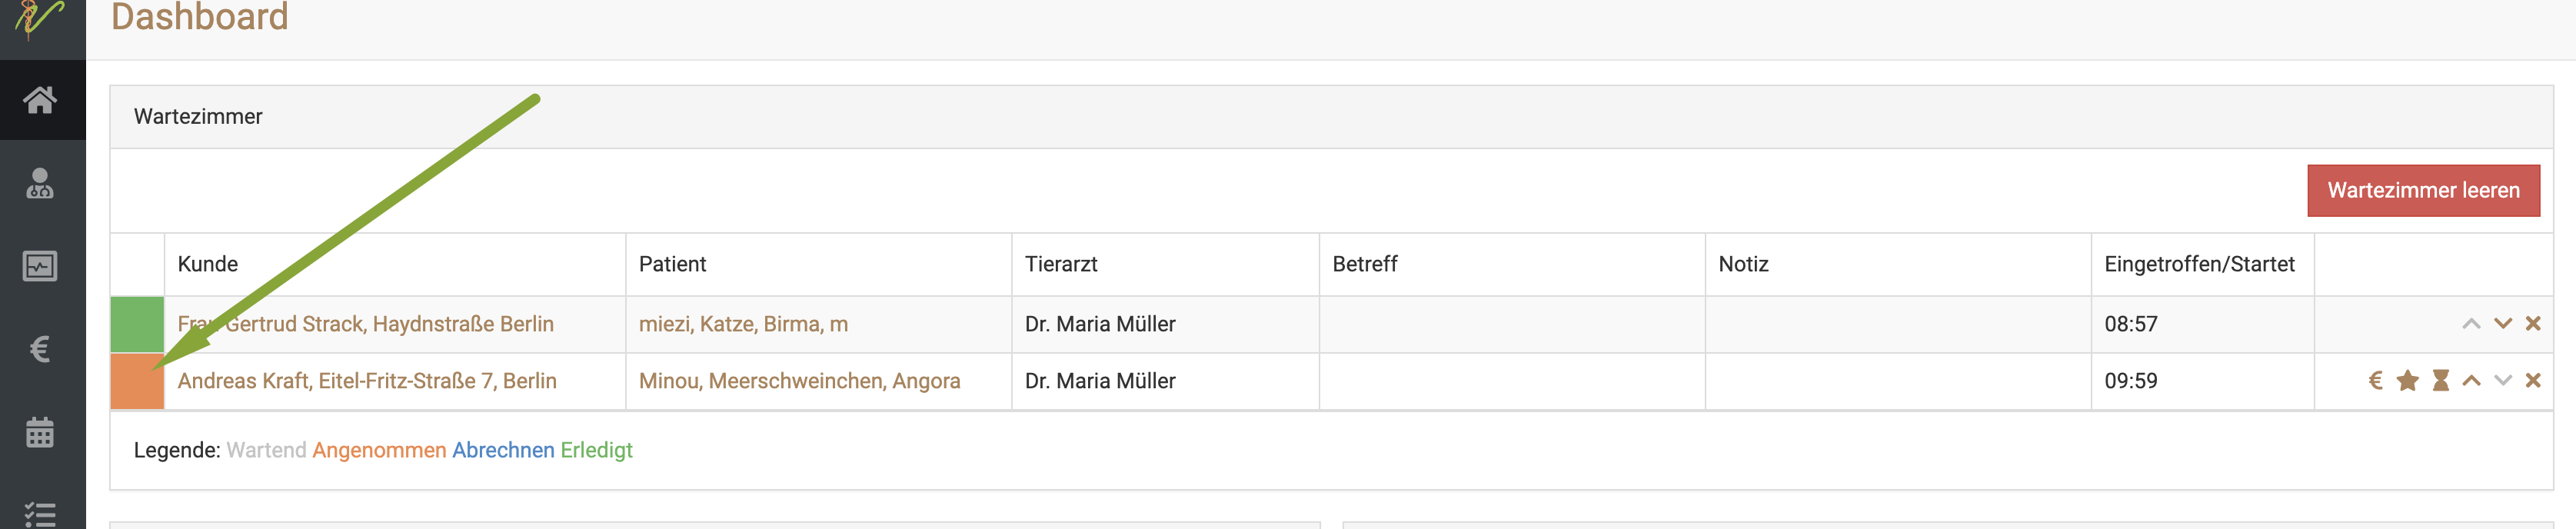 Dashboard
Wartezimmer
Wartezimmer leeren
Kunde Patient Tierarzt Betreff Notiz Eingetroffen/Startet
Frau Gertrud Strack, Haydnstraße Berlin miezi, Katze, Birma, m Dr. Maria Müller 08:57
Andreas Kraft, Eitel-Fritz-Straße 7, Berlin Minou, Meerschweinchen, Angora Dr. Maria Müller 09:59 €
Legende: Wartend Angenommen Abrechnen Erledigt